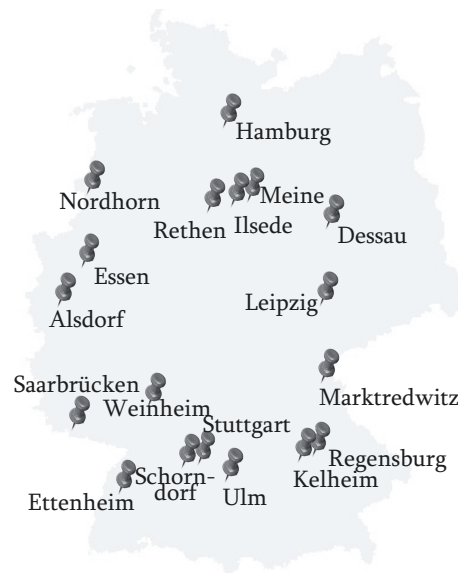 Hamburg
Nordhorn
Meine
Rethen
Ilsede
Dessau
Essen
Leipzig
Alsdorf
Saarbrücken
Weinheim
Marktredwitz
Stuttgart
Schorn-
dorf
Regensburg
Kelheim
Ettenheim
Ulm